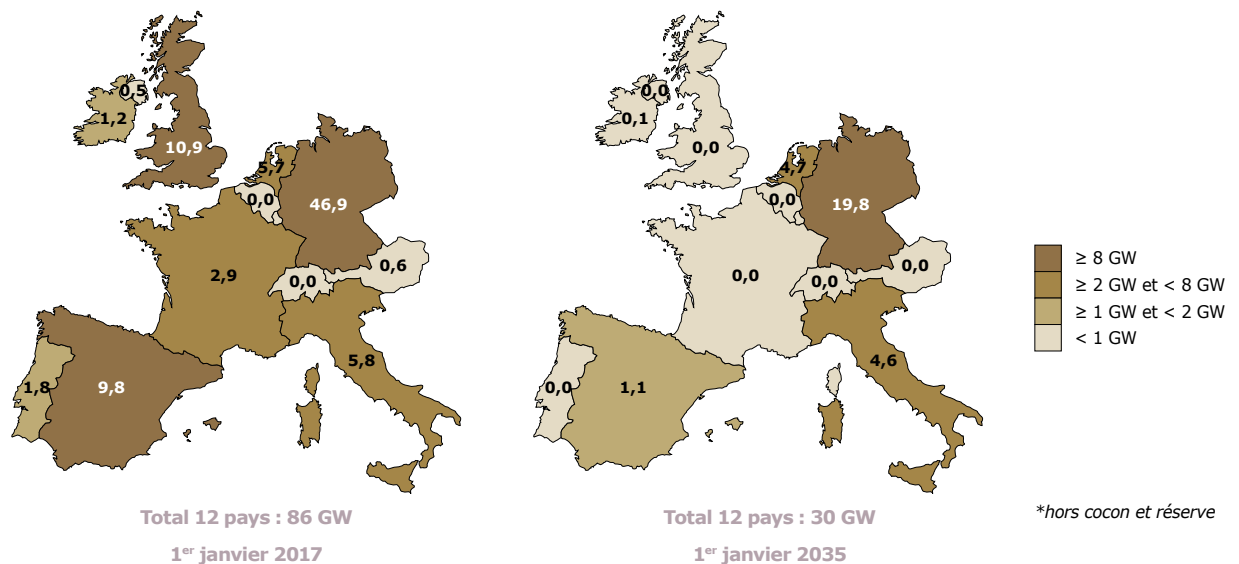 0,5
1,2
10,9
5,7
0,0
46,9
2,9
0,0
0,6
5,8
1,8
9,8
Total 12 pays : 86 GW
1er janvier 2017
0,0
0,1
0,0
4,7
0,0
19,8
0,0
0,0
0,0
4,6
0,0
1,1
Total 12 pays : 30 GW
1er janvier 2035
≥ 8 GW
≥ 2 GW et < 8 GW
≥ 1 GW et < 2 GW
< 1 GW
*hors cocon et réserve